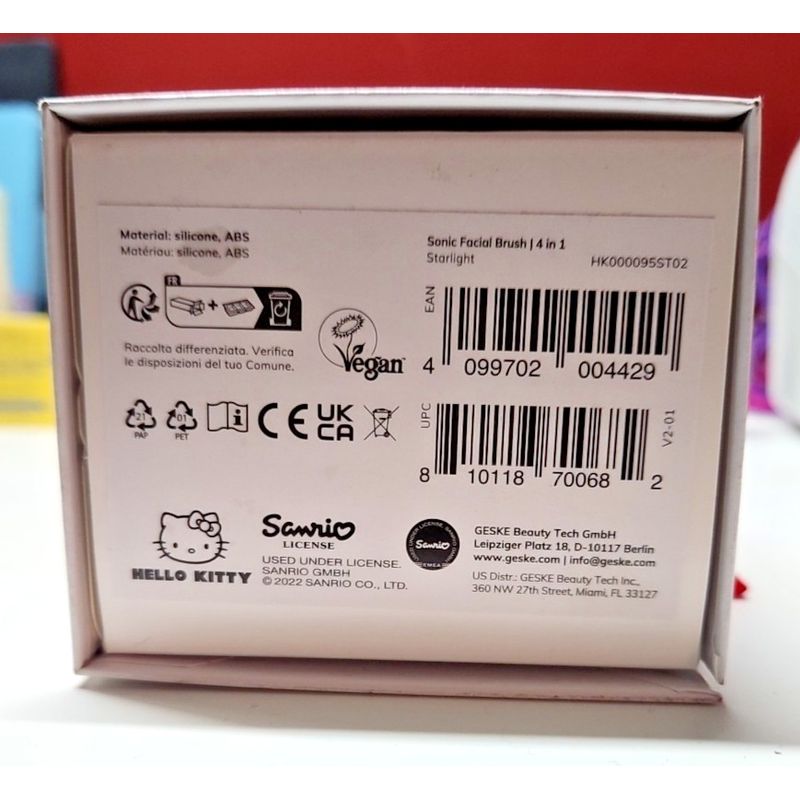 Material: silicone, ABS
Matériau: silicone, ABS
FR
Raccolta differenziata. Verifica
le disposizioni del tuo Comune.
Vegan
21
PAP
01
PET
CE
UK
CA
HELLO KITTY
Sanrio
LICENSE
USED UNDER LICENSE.
SANRIO GMBH
©2022 SANRIO CO., LTD.
Sonic Facial Brush | 4 in 1
Starlight
HK000095ST02
EAN
4 099702 004429
UPC
8 10118 70068 2
V2-01
Sanrio
GESKE Beauty Tech GmbH
Leipziger Platz 18, D-10117 Berlin
www.geske.com | info@geske.com
US Distr.: GESKE Beauty Tech Inc.,
360 NW 27th Street, Miami, FL 33127